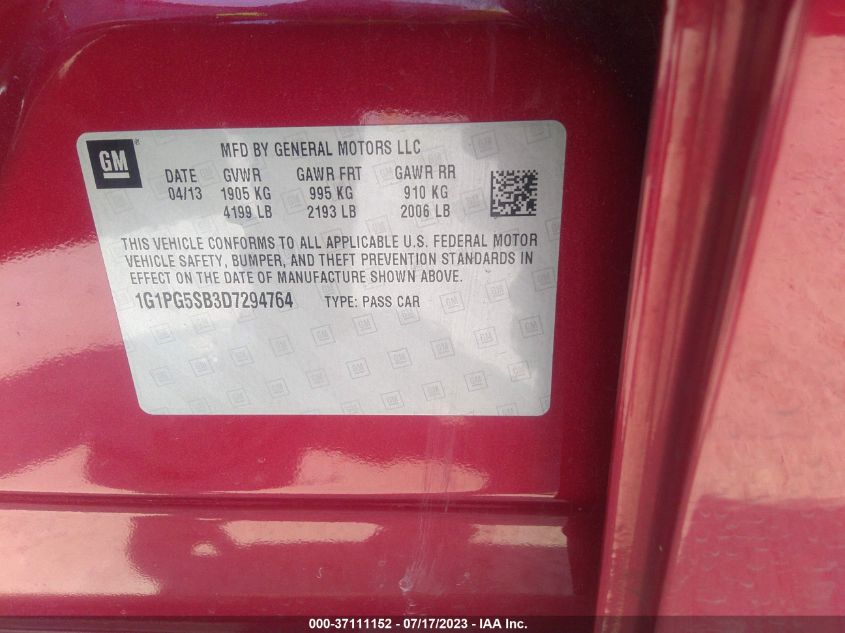 GM
MFD BY GENERAL MOTORS LLC
DATE GVWR GAWR FRT GAWR RR
04/13 1905 KG 995 KG 910 KG
4199 LB 2193 LB 2006 LB
THIS VEHICLE CONFORMS TO ALL APPLICABLE U.S. FEDERAL MOTOR
VEHICLE SAFETY, BUMPER, AND THEFT PREVENTION STANDARDS IN
EFFECT ON THE DATE OF MANUFACTURE SHOWN ABOVE.
1G1PG5SB3D7294764 TYPE: PASS CAR
000-37111152 - 07/17/2023 - IAA Inc.